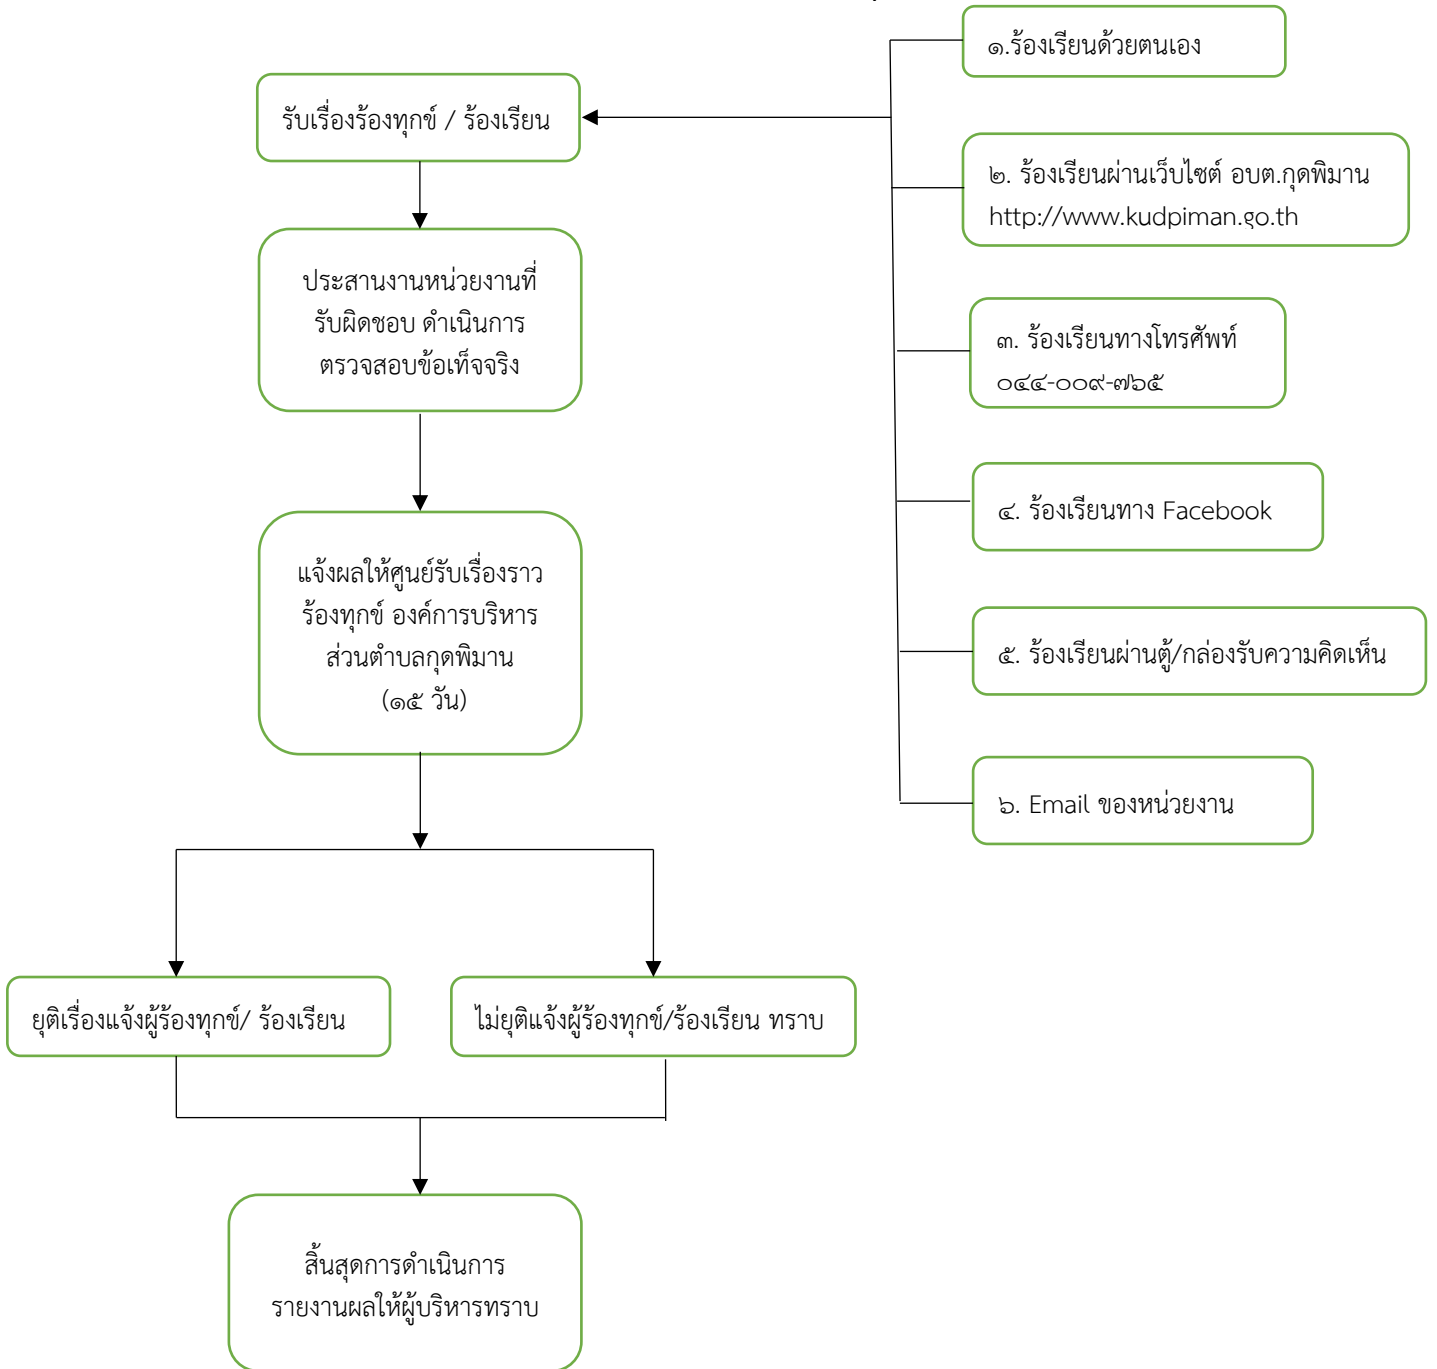 ๑.ร้องเรียนด้วยตนเอง
รับเรื่องร้องทุกข์ / ร้องเรียน
๒. ร้องเรียนผ่านเว็บไซต์ อบต.กุดพิมาน
http://www.kudpiman.go.th
ประสานงานหน่วยงานที่
รับผิดชอบ ดำเนินการ
ตรวจสอบข้อเท็จจริง
๓. ร้องเรียนทางโทรศัพท์
๐๔๔-๐๐๙-๗๖๕
๔. ร้องเรียนทาง Facebook
แจ้งผลให้ศูนย์รับเรื่องราว
ร้องทุกข์ องค์การบริหาร
ส่วนตำบลกุดพิมาน
(๑๕ วัน)
๕. ร้องเรียนผ่านตู้/กล่องรับความคิดเห็น
๖. Email ของหน่วยงาน
ยุติเรื่องแจ้งผู้ร้องทุกข์/ ร้องเรียน
ไม่ยุติแจ้งผู้ร้องทุกข์/ร้องเรียน ทราบ
สิ้นสุดการดำเนินการ
รายงานผลให้ผู้บริหารทราบ